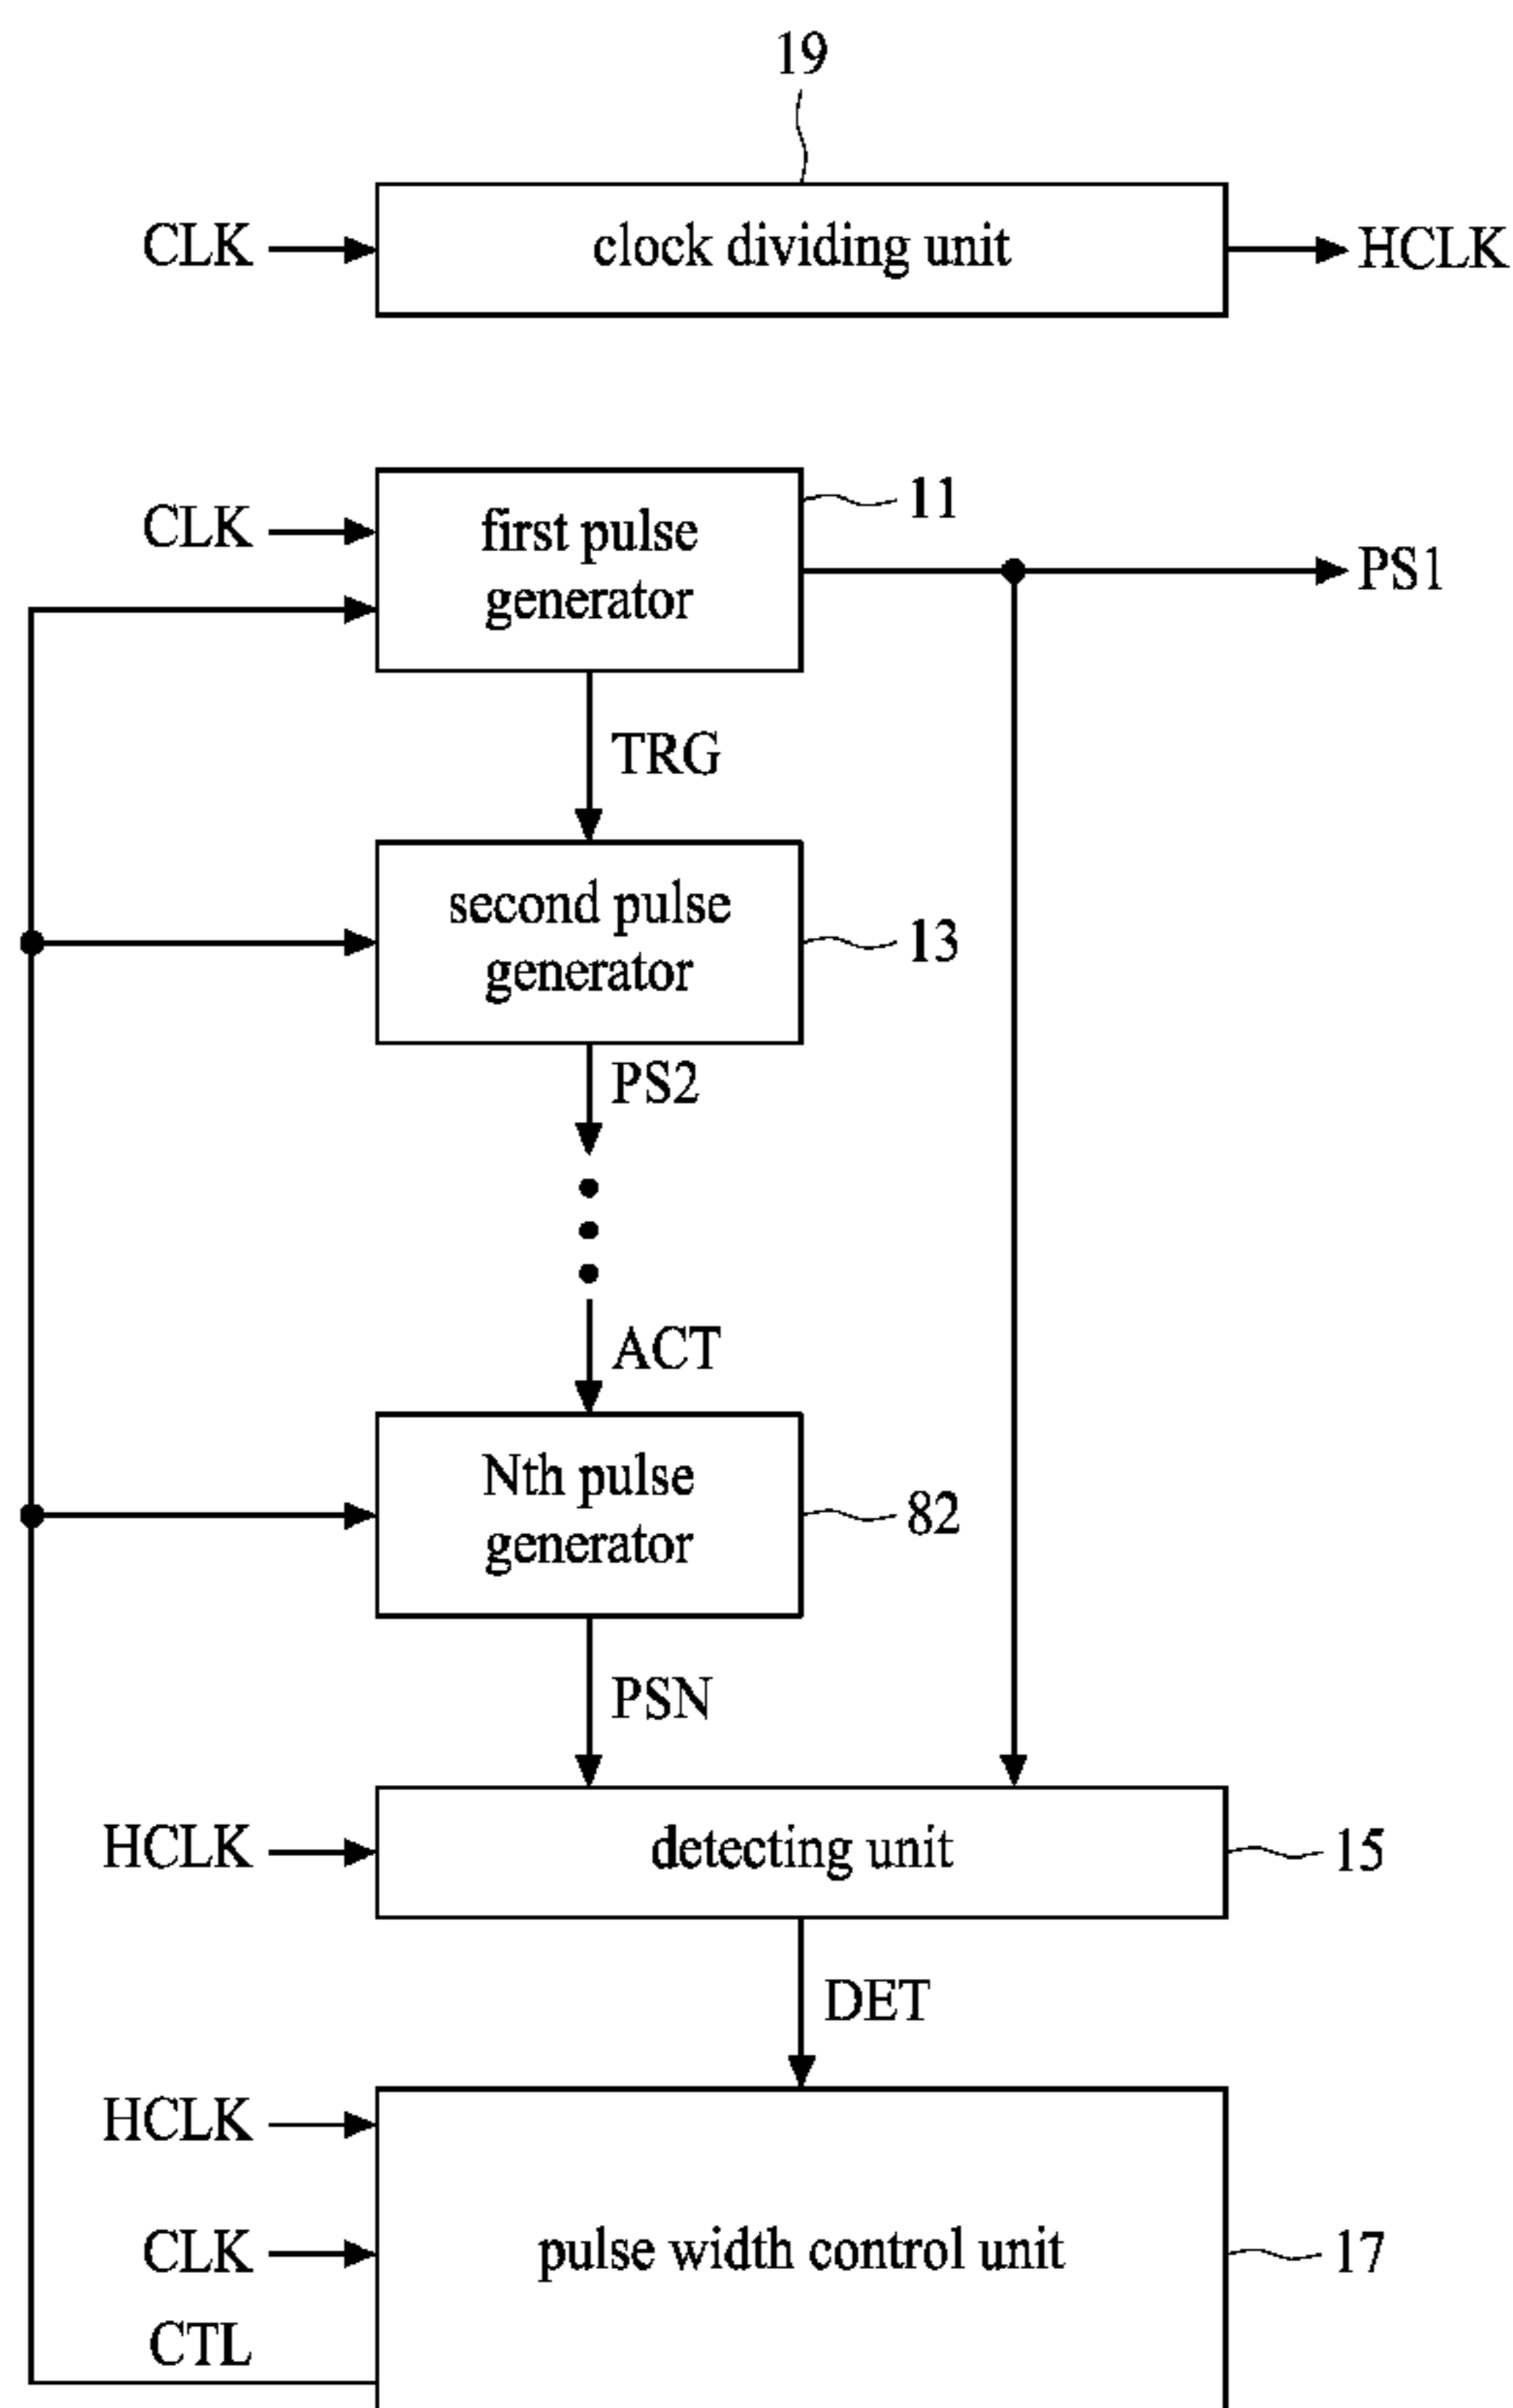 19
CLK
clock dividing unit
HCLK
CLK
first pulse
generator
11
PS1
TRG
second pulse
generator
13
PS2
ACT
Nth pulse
generator
82
PSN
HCLK
detecting unit
15
DET
HCLK
CLK
pulse width control unit
17
CTL